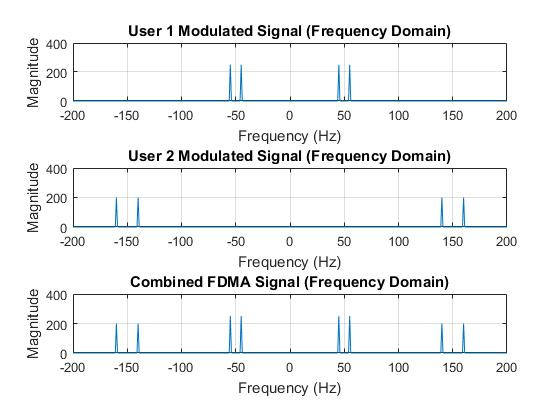 User 1 Modulated Signal (Frequency Domain)
Magnitude
400
200
0
-200 -150 -100 -50 0 50 100 150 200
Frequency (Hz)
User 2 Modulated Signal (Frequency Domain)
Magnitude
400
200
0
-200 -150 -100 -50 0 50 100 150 200
Frequency (Hz)
Combined FDMA Signal (Frequency Domain)
Magnitude
400
200
0
-200 -150 -100 -50 0 50 100 150 200
Frequency (Hz)